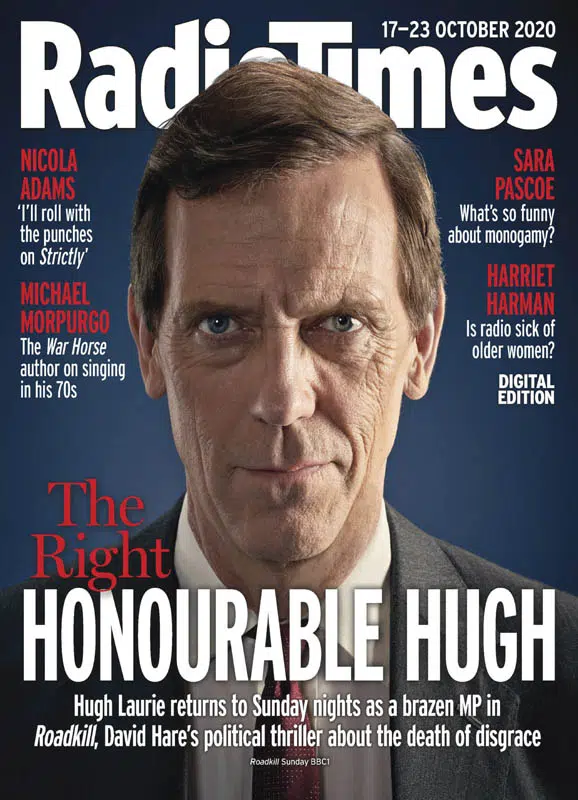 17–23 OCTOBER 2020
RadioTimes
NICOLA
ADAMS
'I'll roll with
the punches
on Strictly'
MICHAEL
MORPURGO
The War Horse
author on singing
in his 70s
SARA
PASCOE
What's so funny
about monogamy?
HARRIET
HARMAN
Is radio sick of
older women?
DIGITAL
EDITION
The
Right
HONOURABLE HUGH
Hugh Laurie returns to Sunday nights as a brazen MP in
Roadkill, David Hare's political thriller about the death of disgrace
Roadkill Sunday BBC1